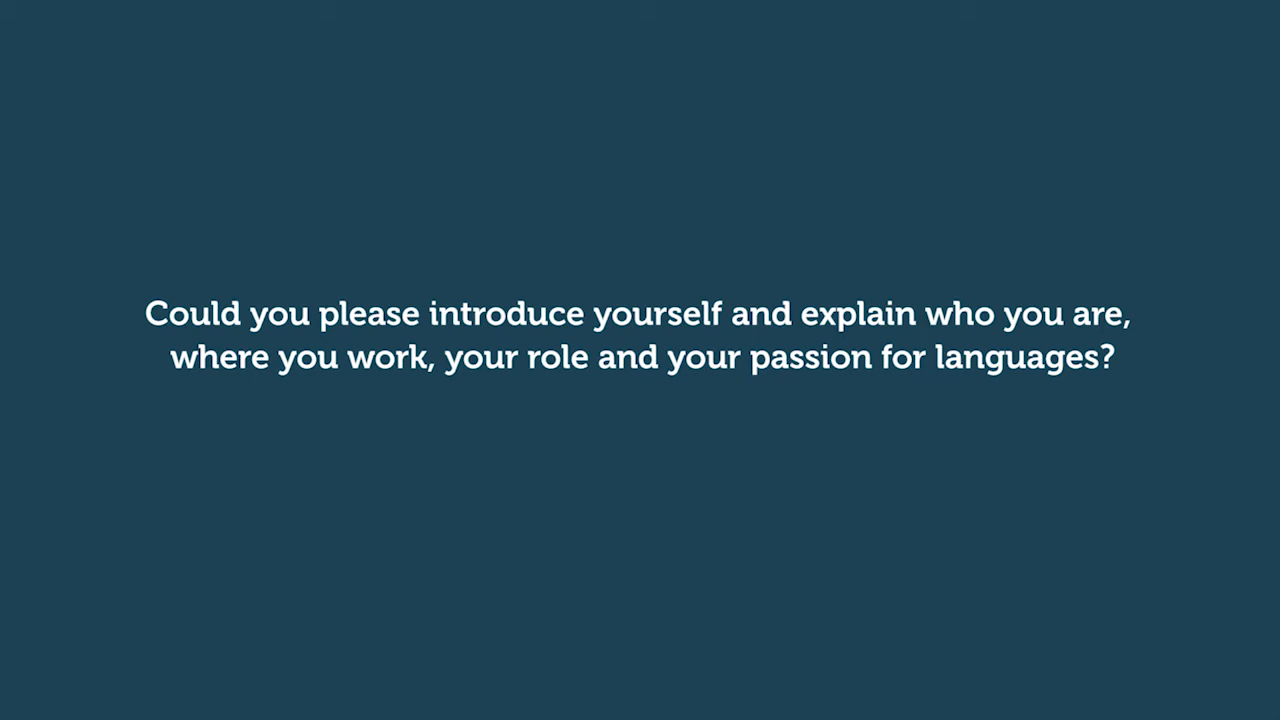 Could you please introduce yourself and explain who you are,
where you work, your role and your passion for languages?